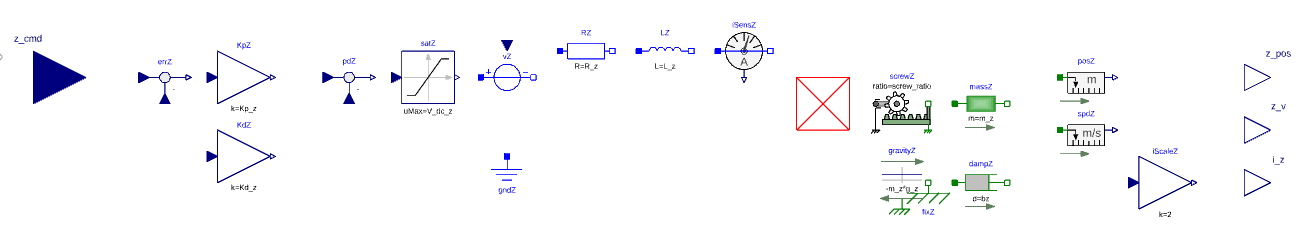 z_cmd
errZ
-
KpZ
k=Kp_z
KdZ
k=Kd_z
pdZ
-
satZ
uMax=V_dc_z
vZ
+ −
gndZ
RZ
R=R_z
LZ
L=L_z
iSensZ
A
screwZ
ratio=screw_ratio
massZ
m=m_z
gravityZ
-m_z*g_z
fixZ
dampZ
d=bz
posZ
m
spdZ
m/s
iScaleZ
k=2
z_pos
z_v
i_z